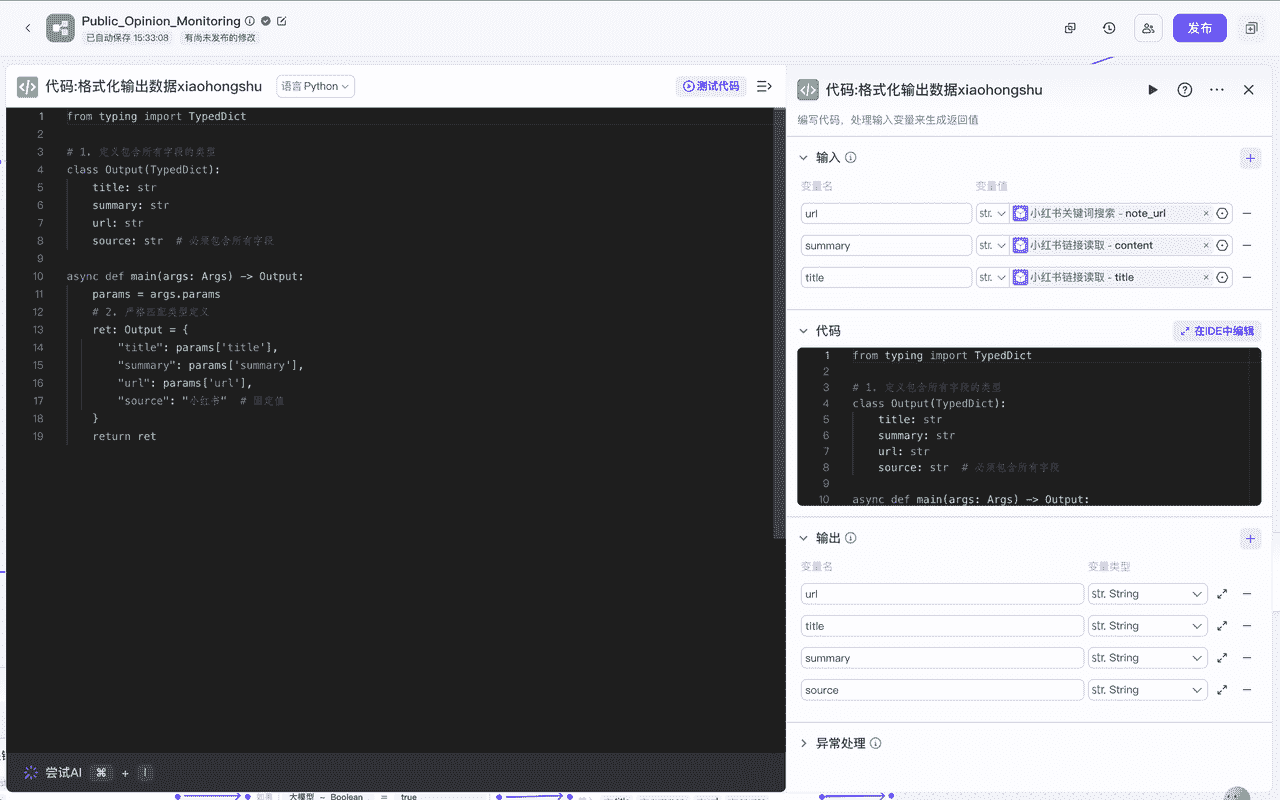 Public_Opinion_Monitoring
已自动保存 15:33:08 有尚未发布的修改
发布
代码:格式化输出数据xiaohongshu
语言 Python
测试代码
1 from typing import TypedDict
2
3 # 1. 定义包含所有字段的类型
4 class Output(TypedDict):
5 title: str
6 summary: str
7 url: str
8 source: str # 必须包含所有字段
9
10 async def main(args: Args) -> Output:
11 params = args.params
12 # 2. 严格匹配类型定义
13 ret: Output = {
14 "title": params['title'],
15 "summary": params['summary'],
16 "url": params['url'],
17 "source": "小红书" # 固定值
18 }
19 return ret
尝试AI ⌘ + I
代码:格式化输出数据xiaohongshu
编写代码，处理输入变量来生成返回值
输入
变量名 变量值
url str. 小红书关键词搜索 - note_url
summary str. 小红书链接读取 - content
title str. 小红书链接读取 - title
代码
在IDE中编辑
1 from typing import TypedDict
2
3 # 1. 定义包含所有字段的类型
4 class Output(TypedDict):
5 title: str
6 summary: str
7 url: str
8 source: str # 必须包含所有字段
9
10 async def main(args: Args) -> Output:
输出
变量名 变量类型
url str. String
title str. String
summary str. String
source str. String
异常处理
如果 大模型 - Boolean = true